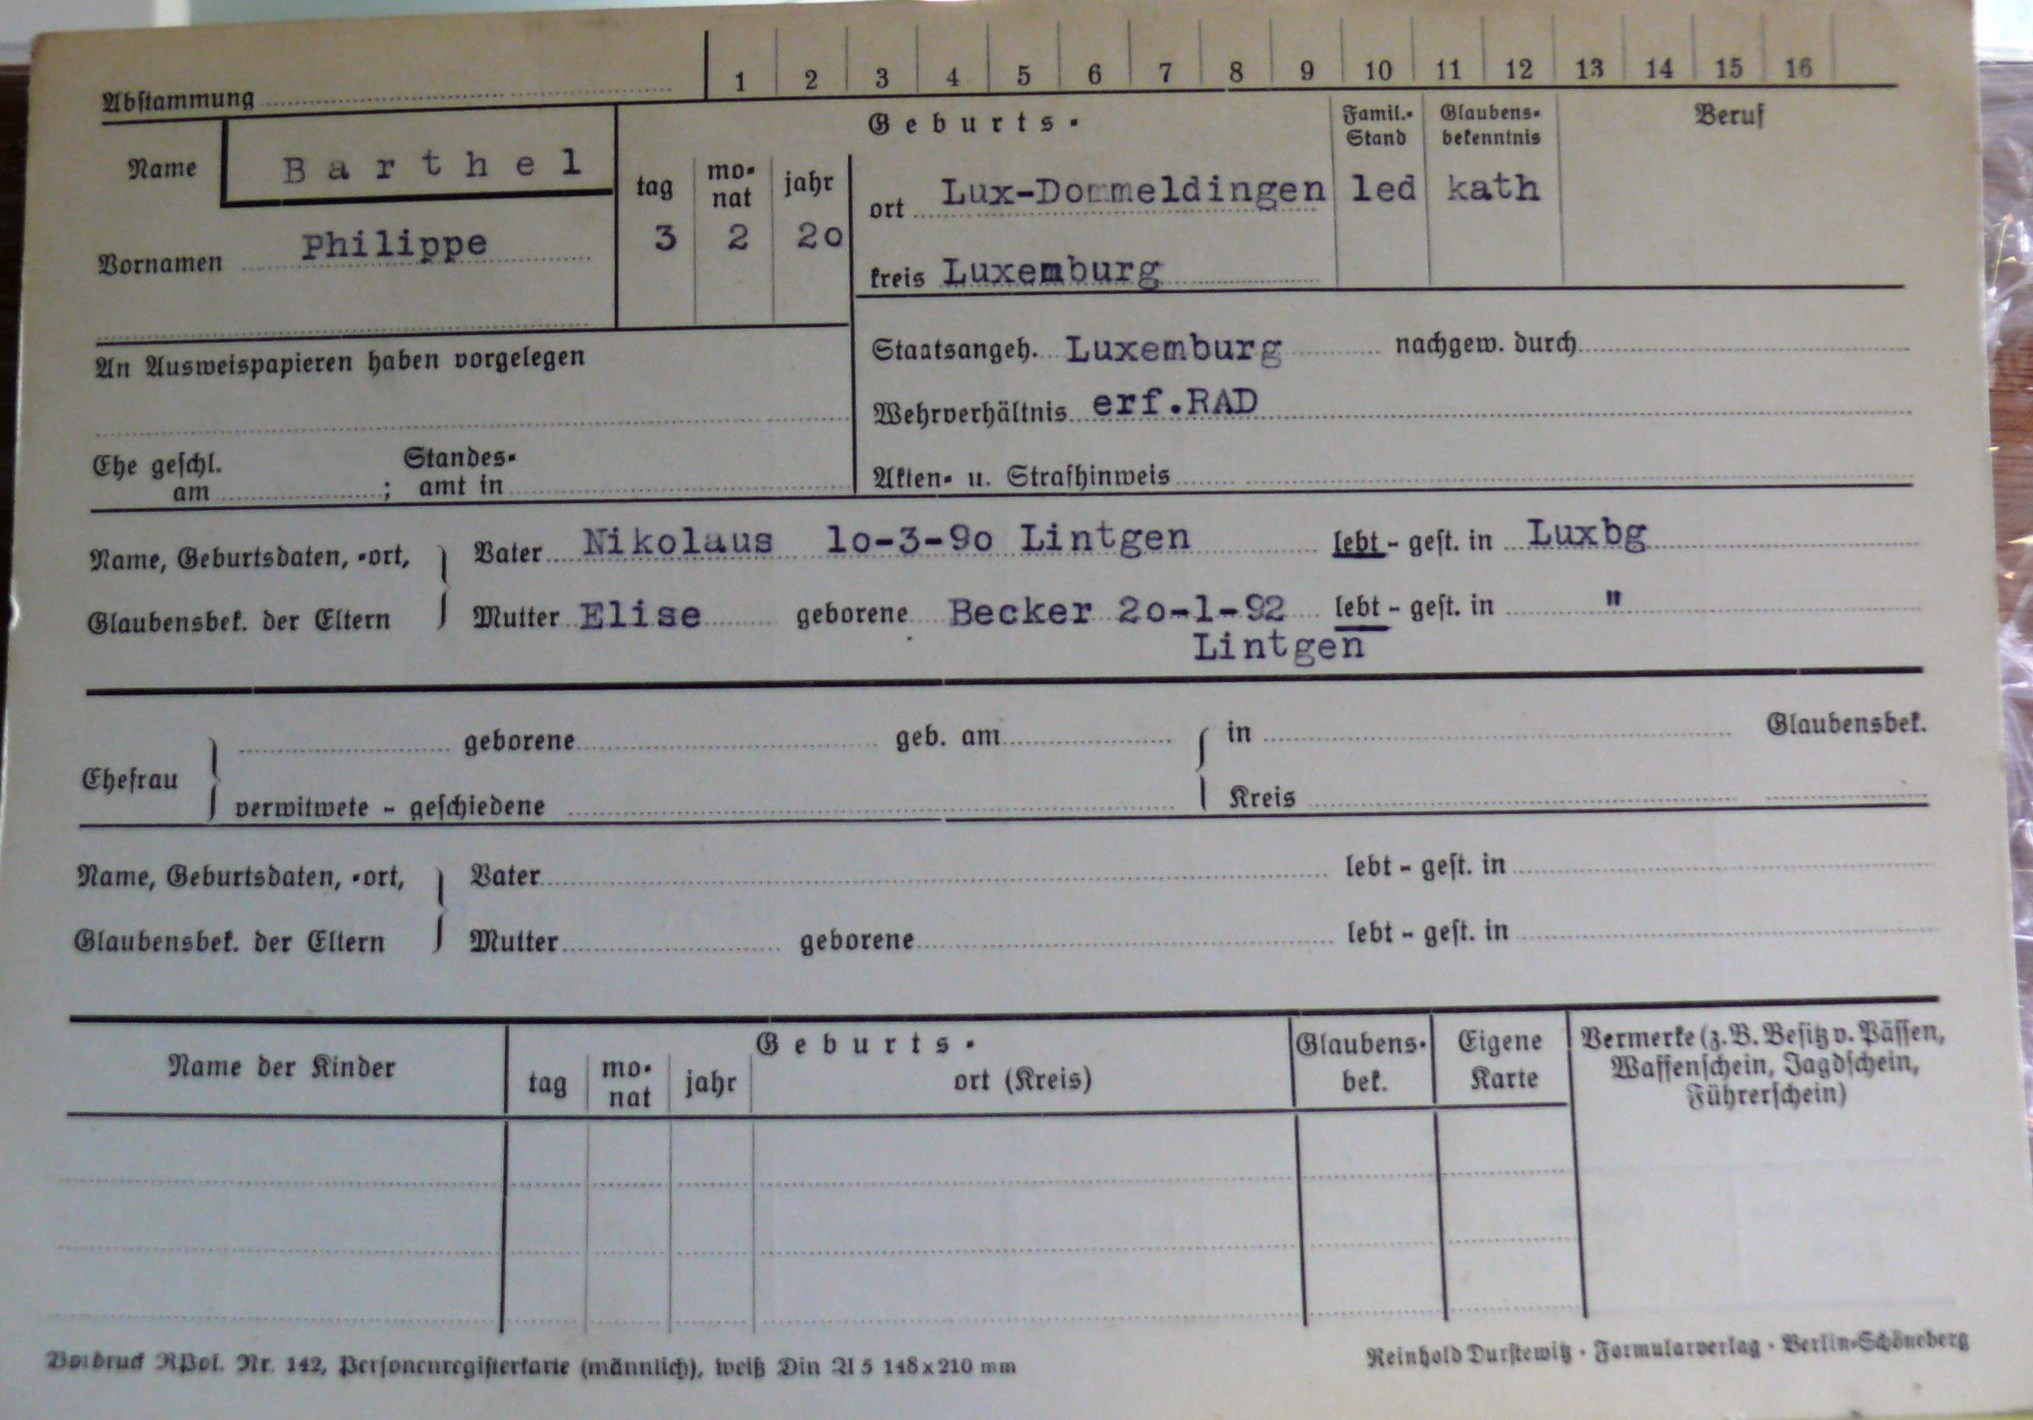 Abstammung 1 2 3 4 5 6 7 8 9 10 11 12 13 14 15 16
Geburts- Famil.- Glaubens- Beruf
Stand bekenntnis
Name Barthel
tag mo- jahr
nat
ort Lux-Dommeldingen led kath
Vornamen Philippe 3 2 20
kreis Luxemburg
An Ausweispapieren haben vorgelegen
Staatsangeh. Luxemburg nachgew. durch
Wehrverhältnis erf.RAD
Ehe geschl. Standes-
am ; amt in
Akten- u. Strafhinweis
Name, Geburtsdaten, -ort, Vater Nikolaus 10-3-90 Lintgen lebt - gest. in Luxbg
Glaubensbek. der Eltern Mutter Elise geborene Becker 20-1-92 lebt - gest. in "
Lintgen
geborene geb. am in Glaubensbek.
Ehefrau
verwitwete - geschiedene Kreis
Name, Geburtsdaten, -ort, Vater lebt - gest. in
Glaubensbek. der Eltern Mutter geborene lebt - gest. in
Name der Kinder Geburts- Glaubens- Eigene Vermerke (z. B. Besitz v. Pässen,
tag mo- jahr ort (Kreis) bek. Karte Waffenschein, Jagdschein,
nat Führerschein)
Vordruck RPol. Nr. 142, Personenregisterkarte (männlich), weiß Din A 5 148x210 mm
Reinhold Durstewitz · Formularverlag · Berlin-Schöneberg